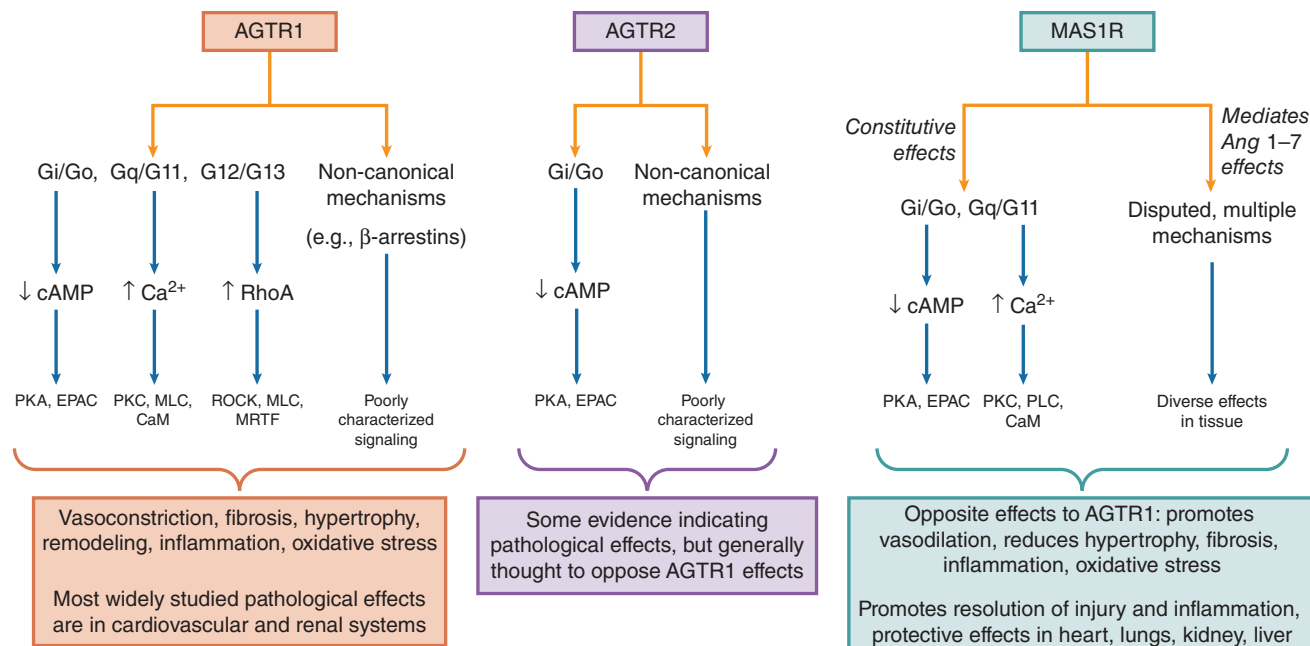 AGTR1
AGTR2
MAS1R
Constitutive
effects
Mediates
Ang 1–7
effects
Gi/Go, Gq/G11, G12/G13
Non-canonical
mechanisms
(e.g., β-arrestins)
Gi/Go
Non-canonical
mechanisms
Gi/Go, Gq/G11
Disputed, multiple
mechanisms
↓ cAMP
↑ Ca²⁺
↑ RhoA
↓ cAMP
↓ cAMP
↑ Ca²⁺
PKA, EPAC
PKC, MLC,
CaM
ROCK, MLC,
MRTF
Poorly
characterized
signaling
PKA, EPAC
Poorly
characterized
signaling
PKA, EPAC
PKC, PLC,
CaM
Diverse effects
in tissue
Vasoconstriction, fibrosis, hypertrophy,
remodeling, inflammation, oxidative stress
Most widely studied pathological effects
are in cardiovascular and renal systems
Some evidence indicating
pathological effects, but generally
thought to oppose AGTR1 effects
Opposite effects to AGTR1: promotes
vasodilation, reduces hypertrophy, fibrosis,
inflammation, oxidative stress
Promotes resolution of injury and inflammation,
protective effects in heart, lungs, kidney, liver